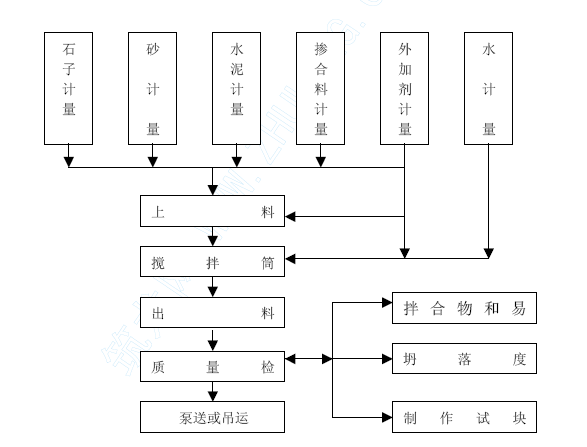 石子计量
砂计量
水泥计量
掺合料计量
外加剂计量
水计量
上料
搅拌筒
出料
质量检
泵送或吊运
拌合物和易
坍落度
制作试块